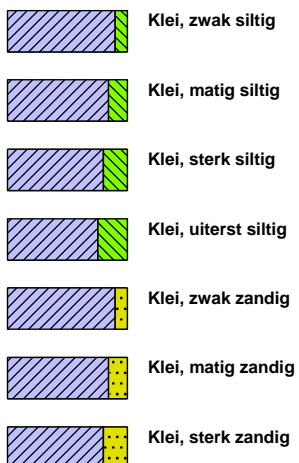 Klei, zwak siltig
Klei, matig siltig
Klei, sterk siltig
Klei, uiterst siltig
Klei, zwak zandig
Klei, matig zandig
Klei, sterk zandig